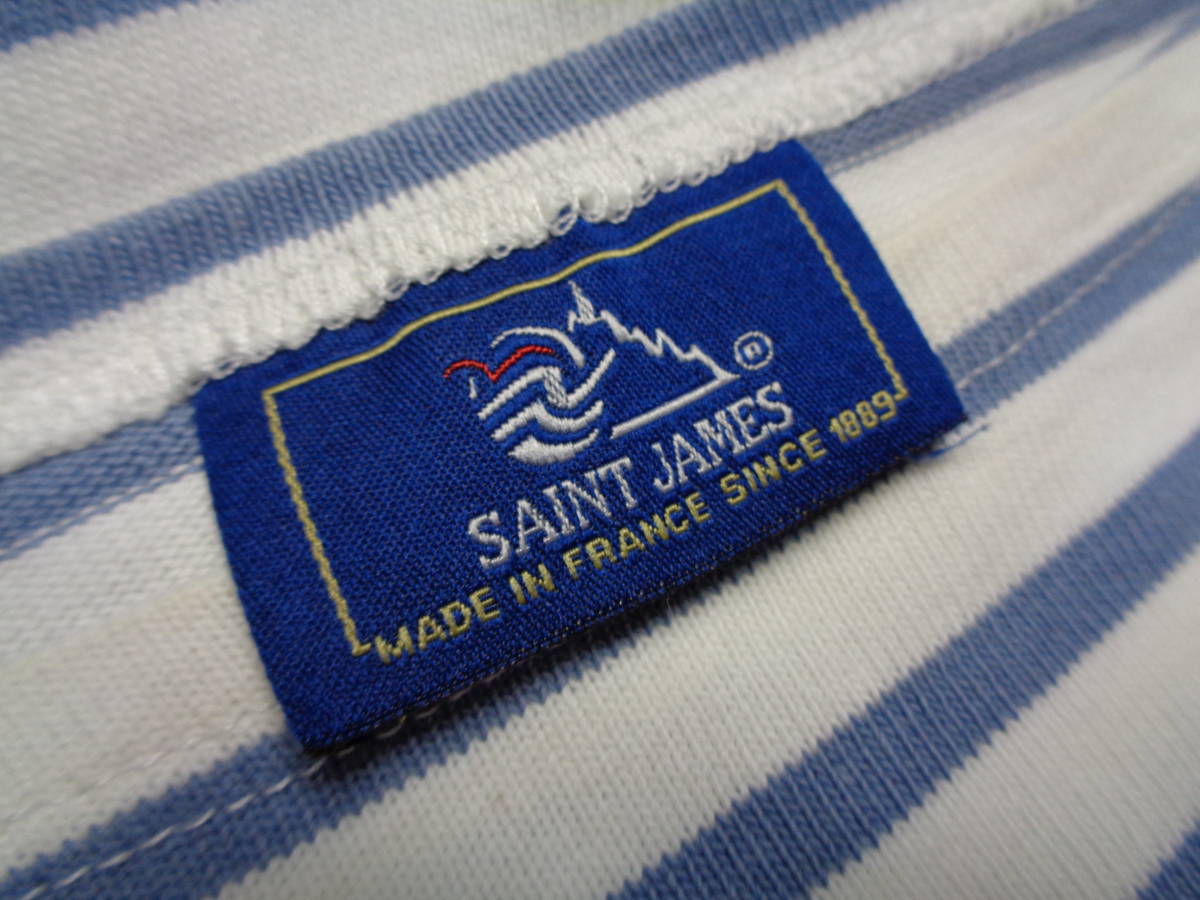 ®
SAINT JAMES
MADE IN FRANCE SINCE 1889